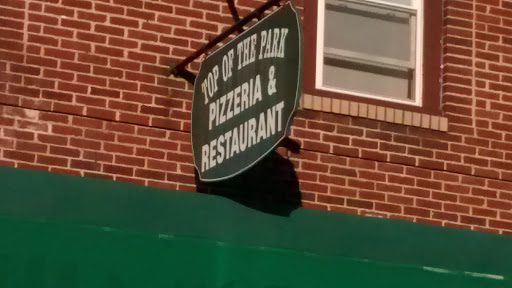 TOP OF THE PARK
PIZZERIA &
RESTAURANT